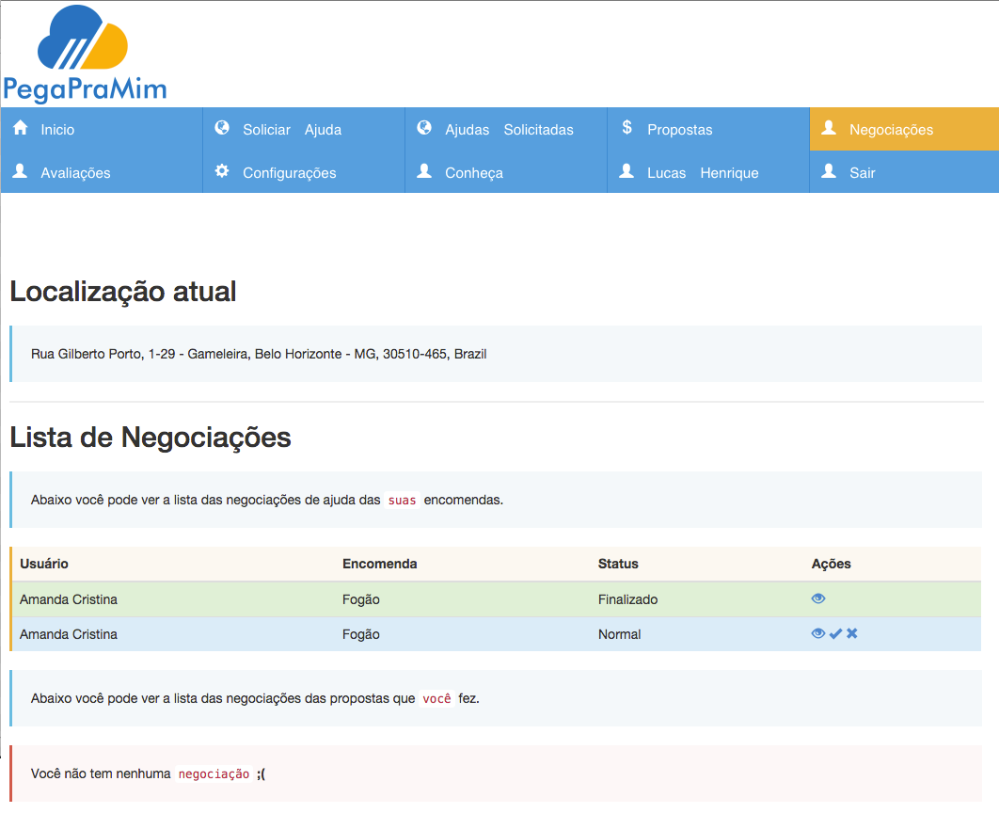 PegaPraMim
Inicio Soliciar Ajuda Ajudas Solicitadas $ Propostas Negociações
Avaliações Configurações Conheça Lucas Henrique Sair
Localização atual
Rua Gilberto Porto, 1-29 - Gameleira, Belo Horizonte - MG, 30510-465, Brazil
Lista de Negociações
Abaixo você pode ver a lista das negociações de ajuda das suas encomendas.
Usuário Encomenda Status Ações
Amanda Cristina Fogão Finalizado
Amanda Cristina Fogão Normal
Abaixo você pode ver a lista das negociações das propostas que você fez.
Você não tem nenhuma negociação ;(